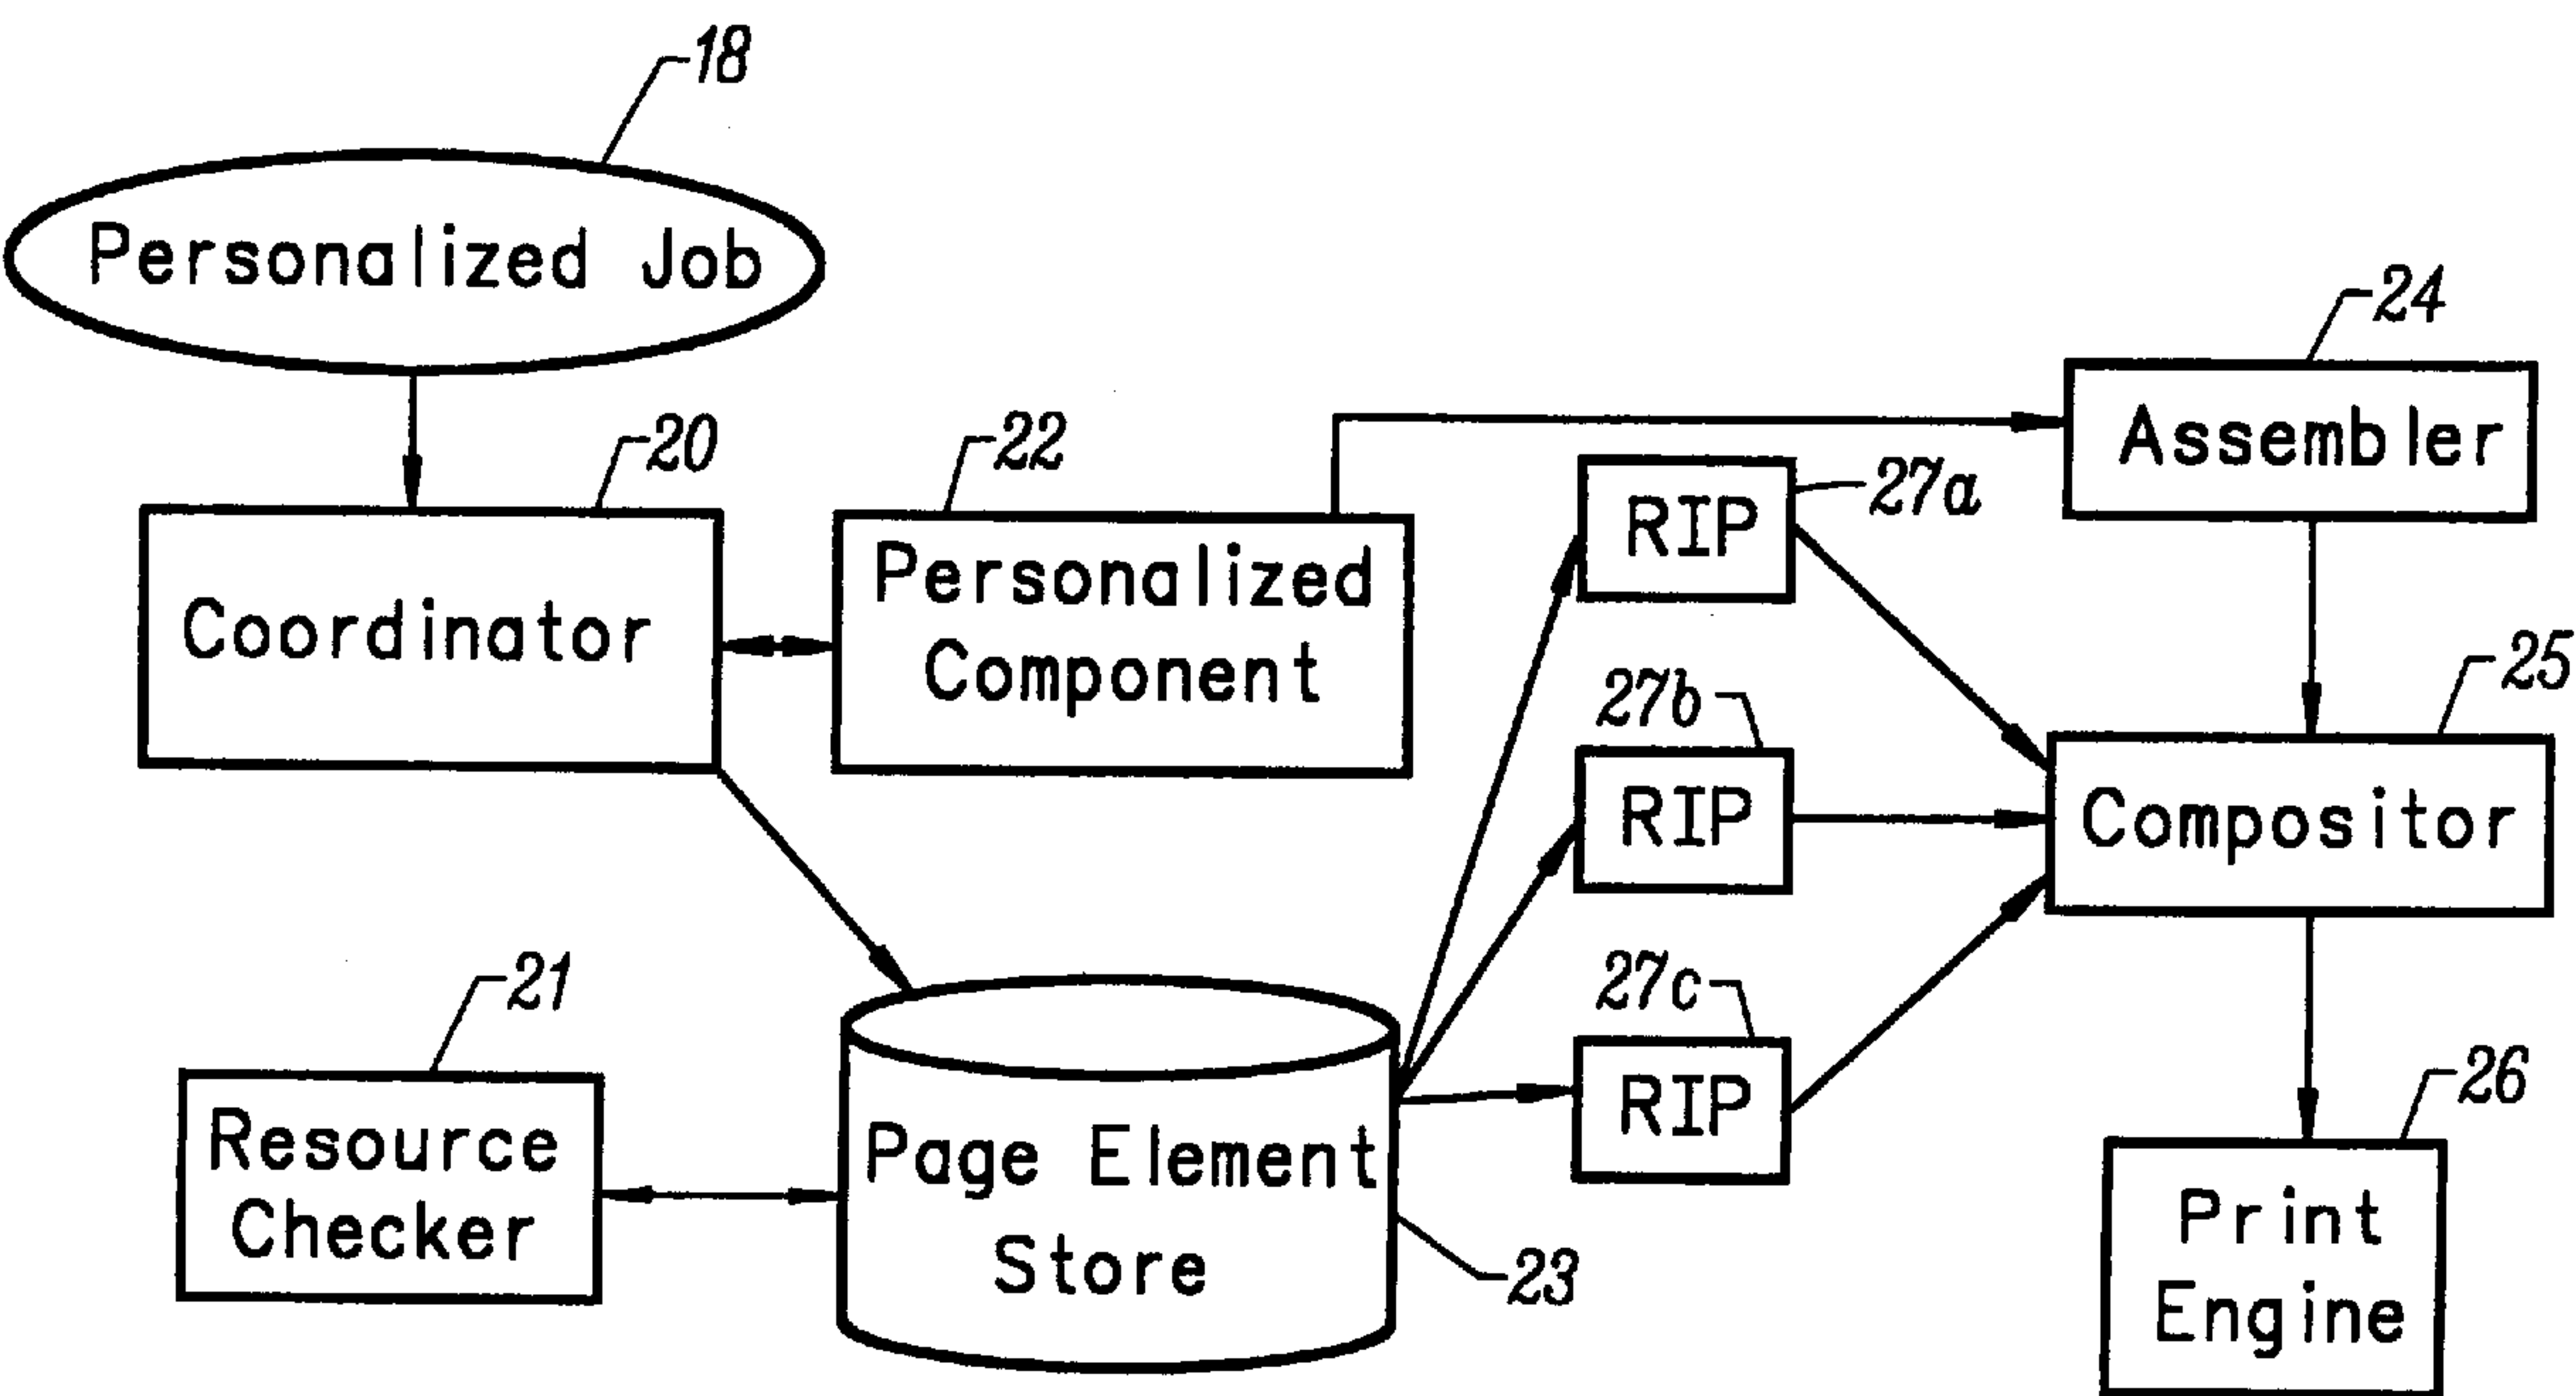 18
Personalized Job
24
20
22
Assembler
27a
RIP
Personalized
Component
Coordinator
25
27b
RIP
Compositor
21
27c
RIP
26
Resource
Checker
Page Element
Store
23
Print
Engine